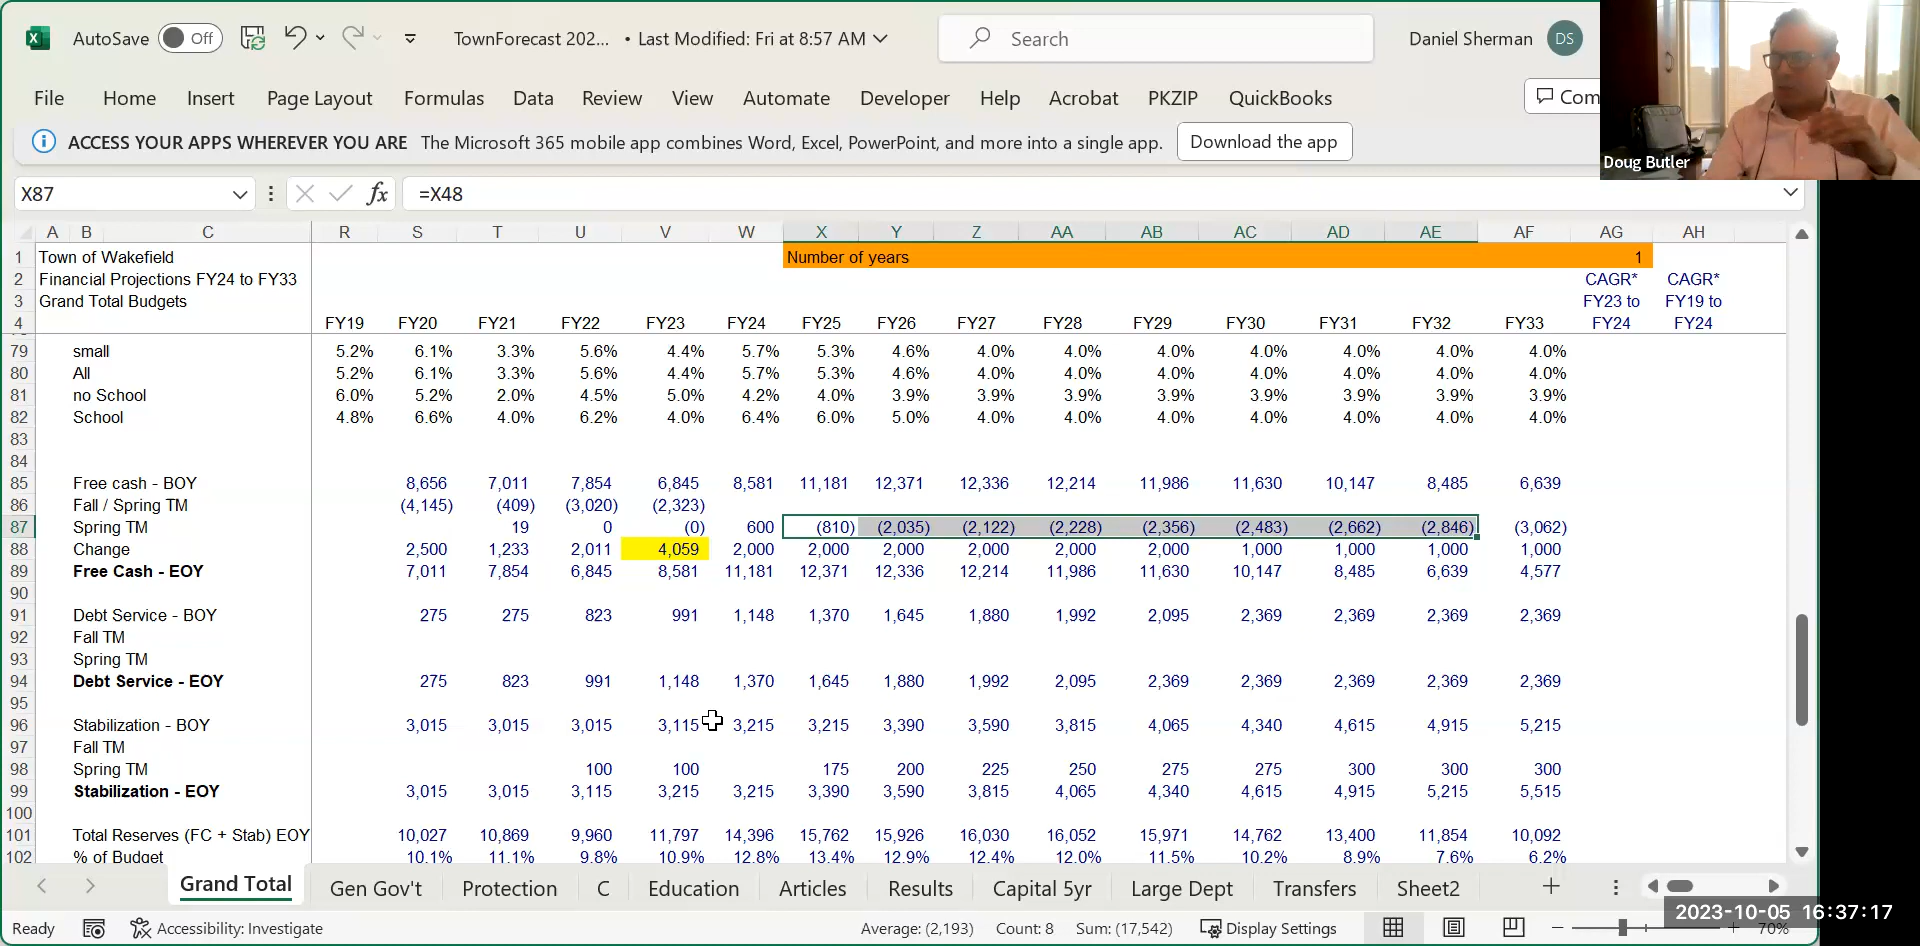 AutoSave Off TownForecast 202... • Last Modified: Fri at 8:57 AM Search Daniel Sherman DS
File Home Insert Page Layout Formulas Data Review View Automate Developer Help Acrobat PKZIP QuickBooks Com
ACCESS YOUR APPS WHEREVER YOU ARE The Microsoft 365 mobile app combines Word, Excel, PowerPoint, and more into a single app. Download the app
Doug Butler
X87 fx =X48
A B C R S T U V W X Y Z AA AB AC AD AE AF AG AH
1 Town of Wakefield Number of years 1
2 Financial Projections FY24 to FY33 CAGR* CAGR*
3 Grand Total Budgets FY23 to FY19 to
4 FY19 FY20 FY21 FY22 FY23 FY24 FY25 FY26 FY27 FY28 FY29 FY30 FY31 FY32 FY33 FY24 FY24
79 small 5.2% 6.1% 3.3% 5.6% 4.4% 5.7% 5.3% 4.6% 4.0% 4.0% 4.0% 4.0% 4.0% 4.0% 4.0%
80 All 5.2% 6.1% 3.3% 5.6% 4.4% 5.7% 5.3% 4.6% 4.0% 4.0% 4.0% 4.0% 4.0% 4.0% 4.0%
81 no School 6.0% 5.2% 2.0% 4.5% 5.0% 4.2% 4.0% 3.9% 3.9% 3.9% 3.9% 3.9% 3.9% 3.9% 3.9%
82 School 4.8% 6.6% 4.0% 6.2% 4.0% 6.4% 6.0% 5.0% 4.0% 4.0% 4.0% 4.0% 4.0% 4.0% 4.0%
83
84
85 Free cash - BOY 8,656 7,011 7,854 6,845 8,581 11,181 12,371 12,336 12,214 11,986 11,630 10,147 8,485 6,639
86 Fall / Spring TM (4,145) (409) (3,020) (2,323)
87 Spring TM 19 0 (0) 600 (810) (2,035) (2,122) (2,228) (2,356) (2,483) (2,662) (2,846) (3,062)
88 Change 2,500 1,233 2,011 4,059 2,000 2,000 2,000 2,000 2,000 2,000 1,000 1,000 1,000 1,000
89 Free Cash - EOY 7,011 7,854 6,845 8,581 11,181 12,371 12,336 12,214 11,986 11,630 10,147 8,485 6,639 4,577
90
91 Debt Service - BOY 275 275 823 991 1,148 1,370 1,645 1,880 1,992 2,095 2,369 2,369 2,369 2,369
92 Fall TM
93 Spring TM
94 Debt Service - EOY 275 823 991 1,148 1,370 1,645 1,880 1,992 2,095 2,369 2,369 2,369 2,369 2,369
95
96 Stabilization - BOY 3,015 3,015 3,015 3,115 3,215 3,215 3,390 3,590 3,815 4,065 4,340 4,615 4,915 5,215
97 Fall TM
98 Spring TM 100 100 175 200 225 250 275 275 300 300 300
99 Stabilization - EOY 3,015 3,015 3,115 3,215 3,215 3,390 3,590 3,815 4,065 4,340 4,615 4,915 5,215 5,515
100
101 Total Reserves (FC + Stab) EOY 10,027 10,869 9,960 11,797 14,396 15,762 15,926 16,030 16,052 15,971 14,762 13,400 11,854 10,092
102 % of Budget 10.1% 11.1% 9.8% 10.9% 12.8% 13.4% 12.9% 12.4% 12.0% 11.5% 10.2% 8.9% 7.6% 6.2%
Grand Total Gen Gov't Protection C Education Articles Results Capital 5yr Large Dept Transfers Sheet2
2023-10-05 16:37:17
Ready Accessibility: Investigate Average: (2,193) Count: 8 Sum: (17,542) Display Settings 70%